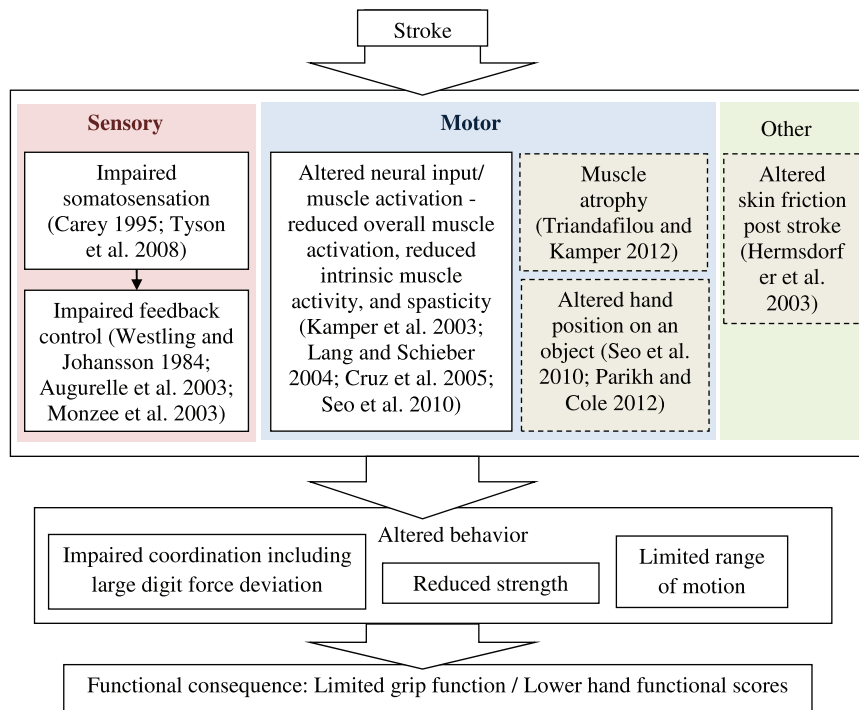 Stroke
Sensory
Impaired
somatosensation
(Carey 1995; Tyson
et al. 2008)
Impaired feedback
control (Westling and
Johansson 1984;
Augurelle et al. 2003;
Monzee et al. 2003)
Motor
Altered neural input/
muscle activation -
reduced overall muscle
activation, reduced
intrinsic muscle
activity, and spasticity
(Kamper et al. 2003;
Lang and Schieber
2004; Cruz et al. 2005;
Seo et al. 2010)
Muscle
atrophy
(Triandafilou and
Kamper 2012)
Altered hand
position on an
object (Seo et al.
2010; Parikh and
Cole 2012)
Other
Altered
skin friction
post stroke
(Hermsdorf
er et al.
2003)
Altered behavior
Impaired coordination including
large digit force deviation
Reduced strength
Limited range
of motion
Functional consequence: Limited grip function / Lower hand functional scores